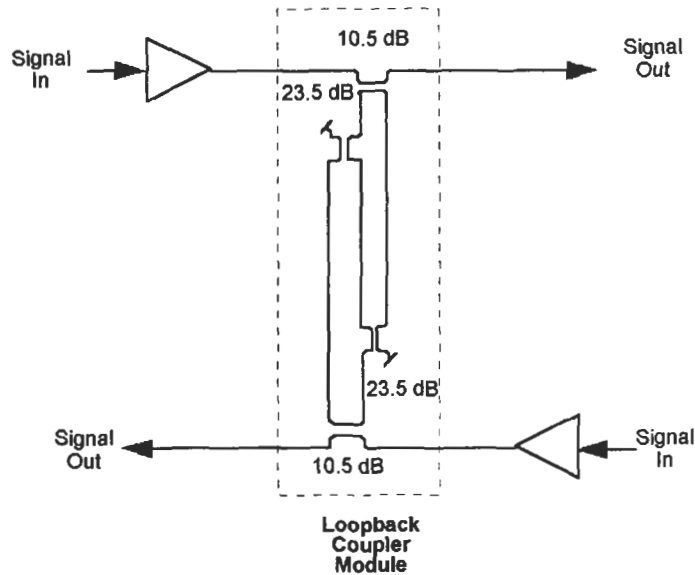 10.5 dB
Signal
In
Signal
Out
23.5 dB
23.5 dB
Signal
Out
10.5 dB
Signal
In
Loopback
Coupler
Module